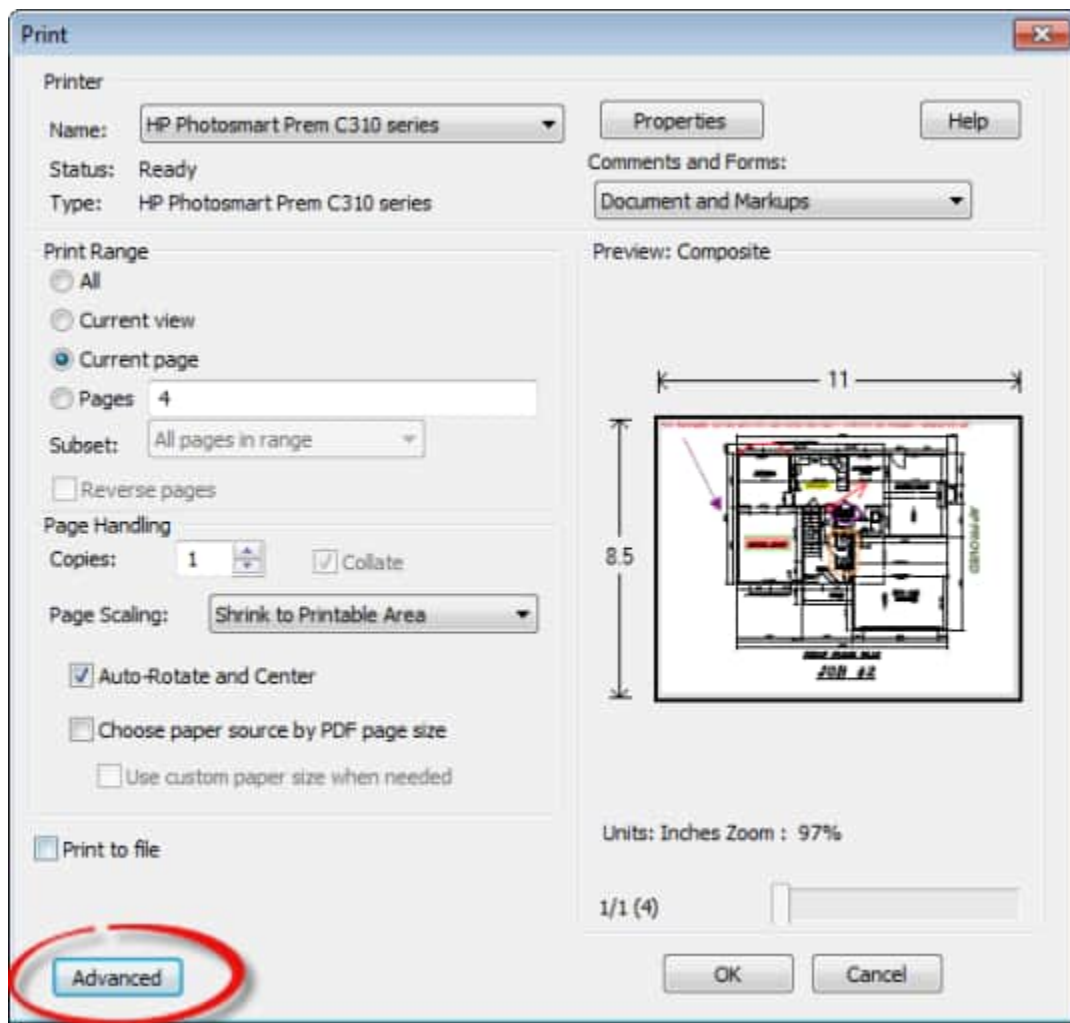 Print
Printer
Name: HP Photosmart Prem C310 series Properties Help
Status: Ready Comments and Forms:
Type: HP Photosmart Prem C310 series Document and Markups
Print Range Preview: Composite
All
Current view
Current page
Pages 4
11
Subset: All pages in range
Reverse pages
Page Handling
APPROVED
Copies: 1 Collate
8.5
Page Scaling: Shrink to Printable Area
JOB #2
Auto-Rotate and Center
Choose paper source by PDF page size
Use custom paper size when needed
Print to file Units: Inches Zoom : 97%
1/1 (4)
Advanced OK Cancel